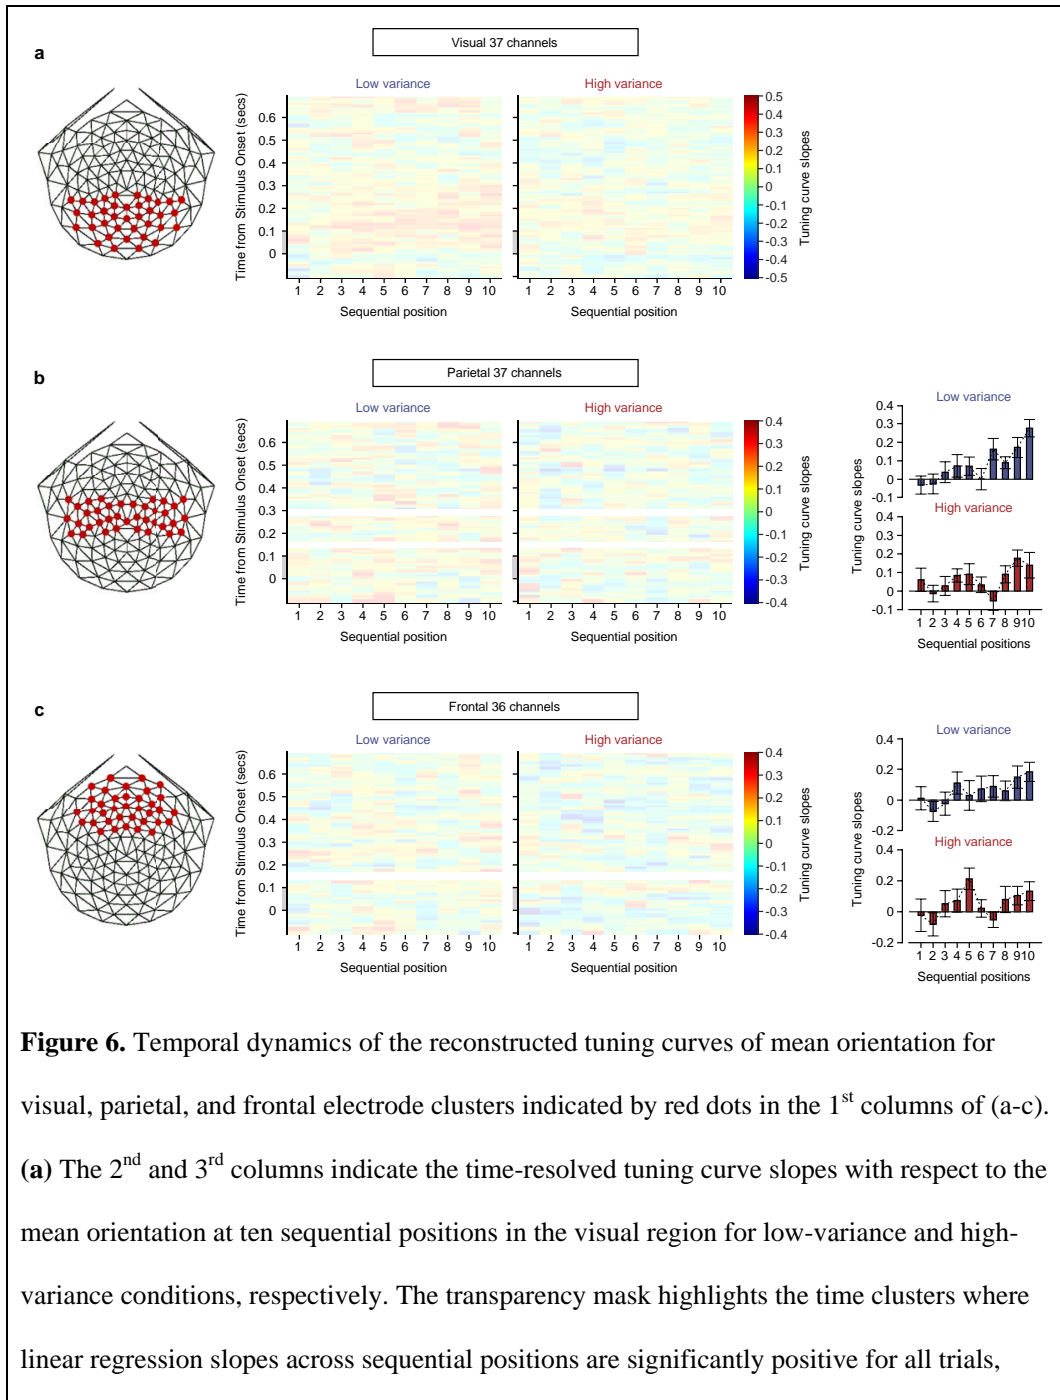 a
Visual 37 channels
Low variance
High variance
Time from Stimulus Onset (secs)
0.6
0.5
0.4
0.3
0.2
0.1
0
1 2 3 4 5 6 7 8 9 10
Sequential position
1 2 3 4 5 6 7 8 9 10
Sequential position
0.5
0.4
0.3
0.2
0.1
0
-0.1
-0.2
-0.3
-0.4
-0.5
Tuning curve slopes
b
Parietal 37 channels
Low variance
High variance
Time from Stimulus Onset (secs)
0.6
0.5
0.4
0.3
0.2
0.1
0
1 2 3 4 5 6 7 8 9 10
Sequential position
1 2 3 4 5 6 7 8 9 10
Sequential position
0.4
0.3
0.2
0.1
0
-0.1
-0.2
-0.3
-0.4
Tuning curve slopes
Low variance
0.4
0.3
0.2
0.1
0
-0.1
High variance
0.4
0.3
0.2
0.1
0
-0.1
Tuning curve slopes
1 2 3 4 5 6 7 8 9 10
Sequential positions
c
Frontal 36 channels
Low variance
High variance
Time from Stimulus Onset (secs)
0.6
0.5
0.4
0.3
0.2
0.1
0
1 2 3 4 5 6 7 8 9 10
Sequential position
1 2 3 4 5 6 7 8 9 10
Sequential position
0.4
0.3
0.2
0.1
0
-0.1
-0.2
-0.3
-0.4
Tuning curve slopes
Low variance
0.4
0.2
0
-0.2
High variance
0.4
0.2
0
-0.2
Tuning curve slopes
1 2 3 4 5 6 7 8 9 10
Sequential positions
Figure 6. Temporal dynamics of the reconstructed tuning curves of mean orientation for
visual, parietal, and frontal electrode clusters indicated by red dots in the 1st columns of (a-c).
(a) The 2nd and 3rd columns indicate the time-resolved tuning curve slopes with respect to the
mean orientation at ten sequential positions in the visual region for low-variance and high-
variance conditions, respectively. The transparency mask highlights the time clusters where
linear regression slopes across sequential positions are significantly positive for all trials,